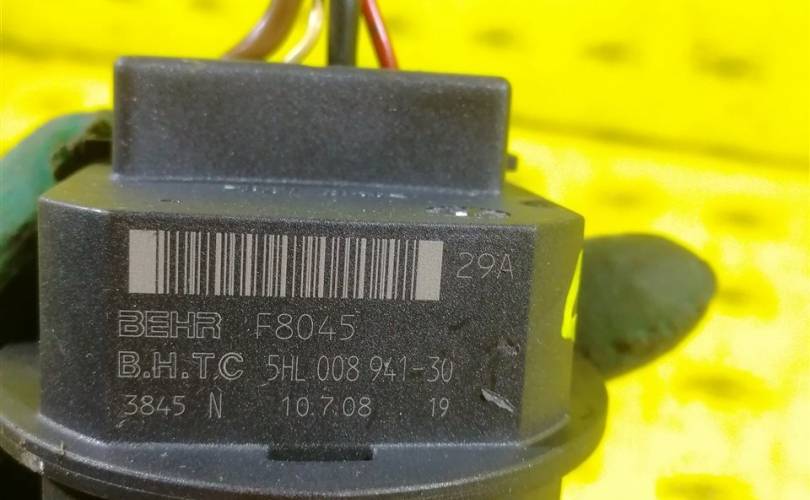 29A
BEHR F8045
B.H.T.C 5HL 008 941-30
3845 N 10.7.08 19